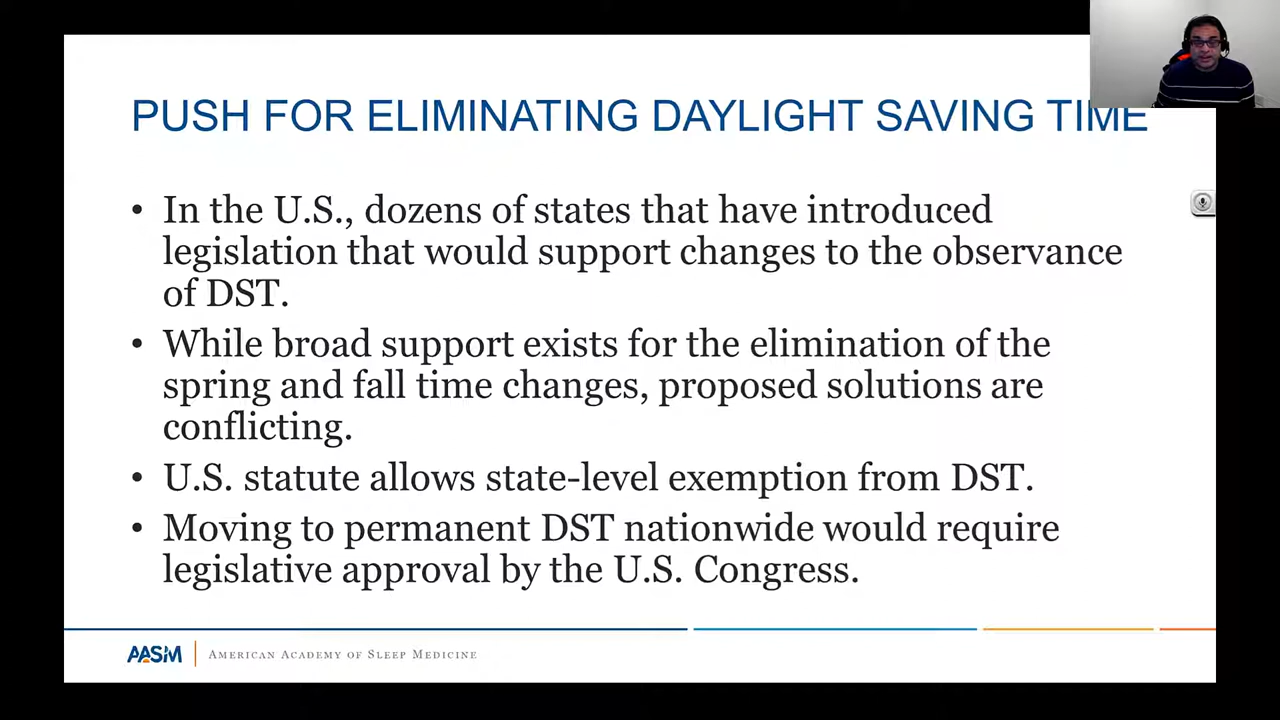 PUSH FOR ELIMINATING DAYLIGHT SAVING TIME
• In the U.S., dozens of states that have introduced
legislation that would support changes to the observance
of DST.
• While broad support exists for the elimination of the
spring and fall time changes, proposed solutions are
conflicting.
• U.S. statute allows state-level exemption from DST.
• Moving to permanent DST nationwide would require
legislative approval by the U.S. Congress.
AASM | AMERICAN ACADEMY OF SLEEP MEDICINE